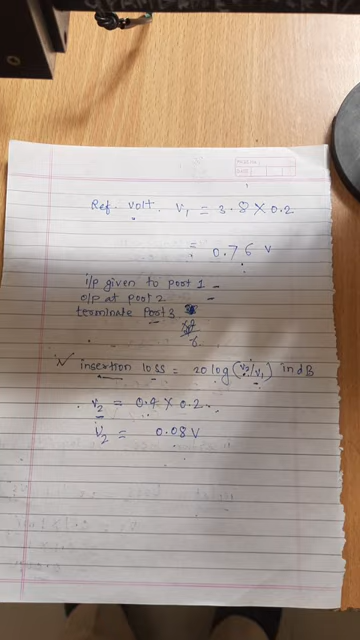 Ref. volt. V₁ = 3.8 × 0.2
= 0.76 V
i/p given to port 1 -
o/p at port 2 -
terminate Port 3
✓ insertion loss = 20 log (V₂/V₁) in dB
V₂ = 0.4 × 0.2
V₂ = 0.08 V